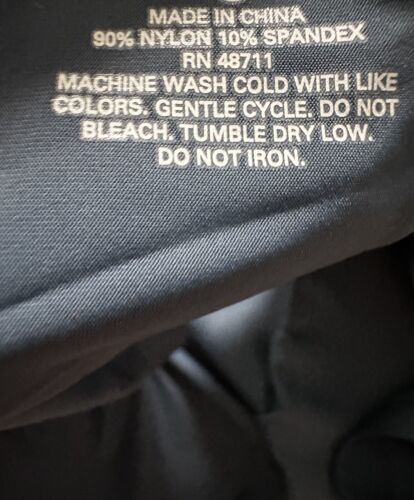 MADE IN CHINA
90% NYLON 10% SPANDEX
RN 48711
MACHINE WASH COLD WITH LIKE
COLORS. GENTLE CYCLE. DO NOT
BLEACH. TUMBLE DRY LOW.
DO NOT IRON.